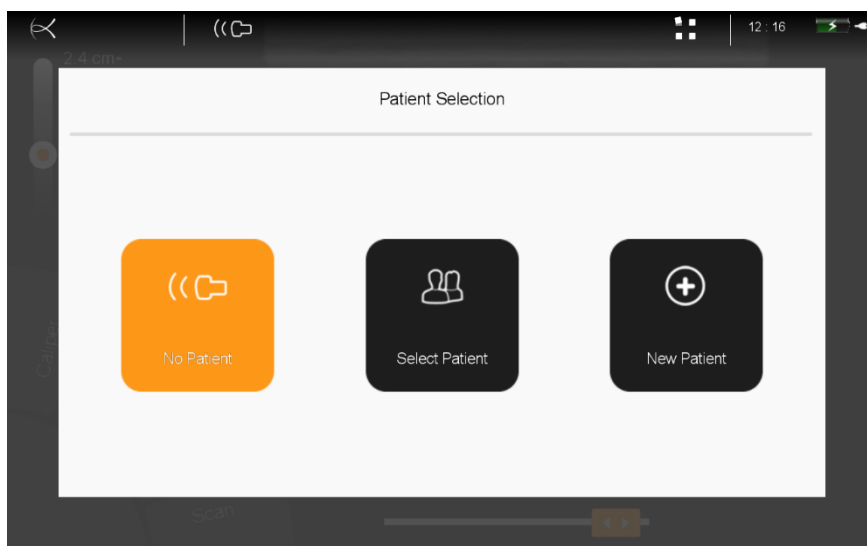 12 : 16
2.4 cm
Patient Selection
No Patient
Select Patient
New Patient
Caliper
Scan